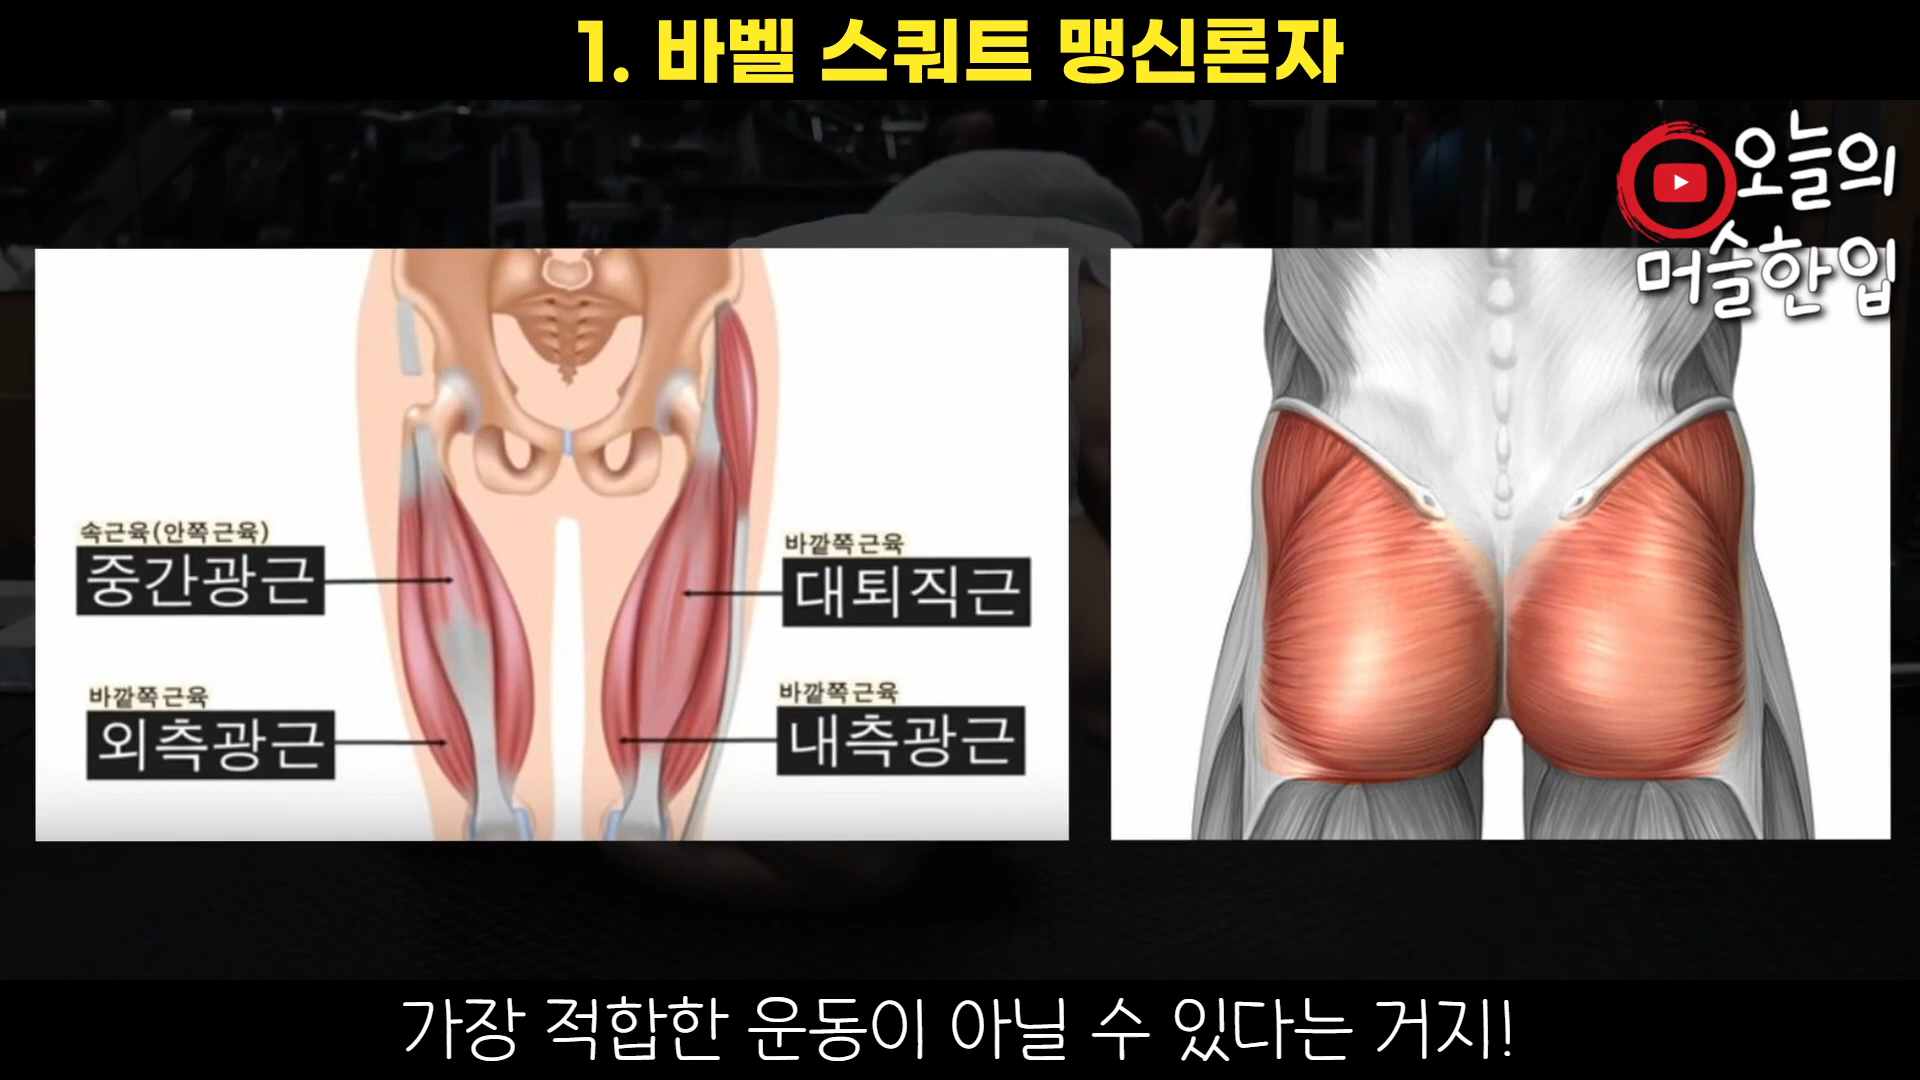 1. 바벨 스쿼트 맹신론자
오늘의
머슬한입
속근육(안쪽근육)
중간광근
바깥쪽근육
대퇴직근
바깥쪽근육
외측광근
바깥쪽근육
내측광근
가장 적합한 운동이 아닐 수 있다는 거지!